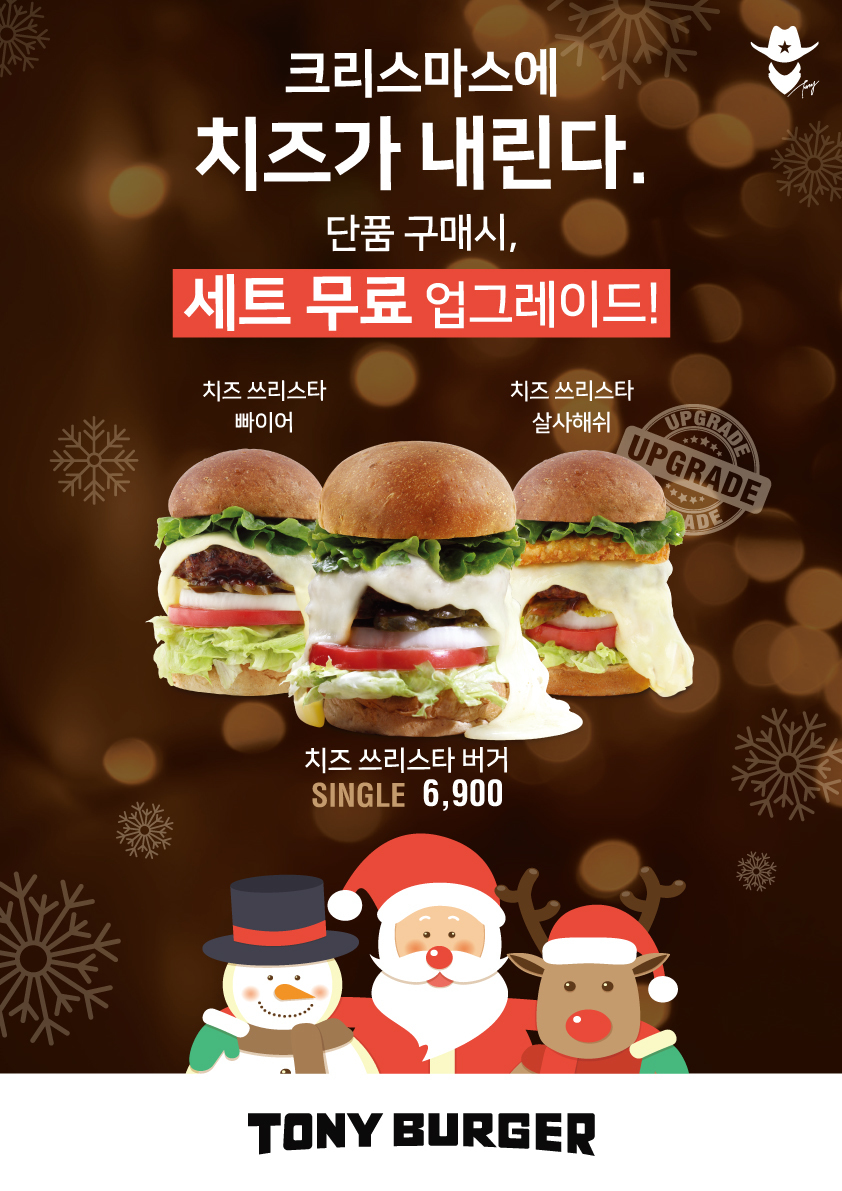 크리스마스에
치즈가 내린다.
단품 구매시,
세트 무료 업그레이드!
치즈 쓰리스타
빠이어
치즈 쓰리스타
살사해쉬
UPGRADE
UPGRADE
ADE
치즈 쓰리스타 버거
SINGLE 6,900
TONY BURGER
Tony